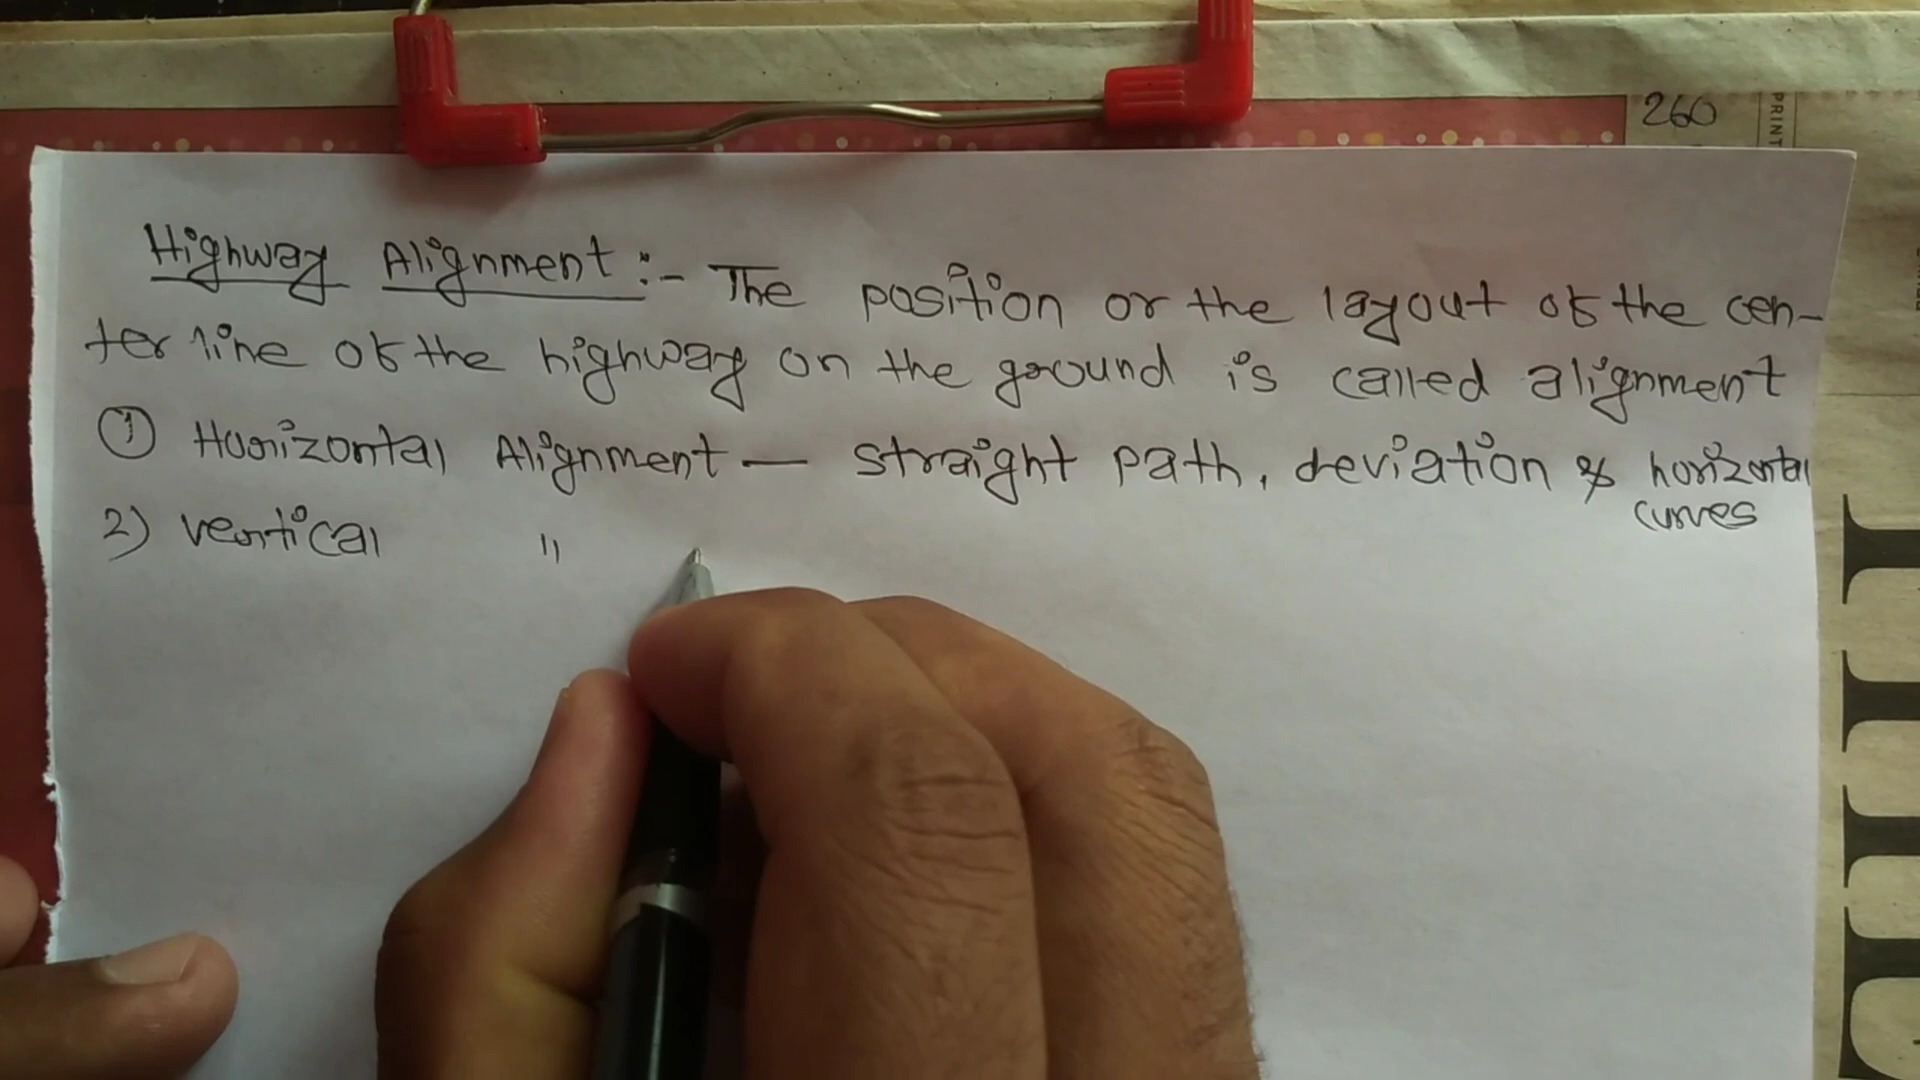 260
PRINT
Highway Alignment :- The position or the layout of the cen-
ter line of the highway on the ground is called alignment
① Horizontal Alignment — straight path, deviation & horizontal
curves
2) vertical 〃